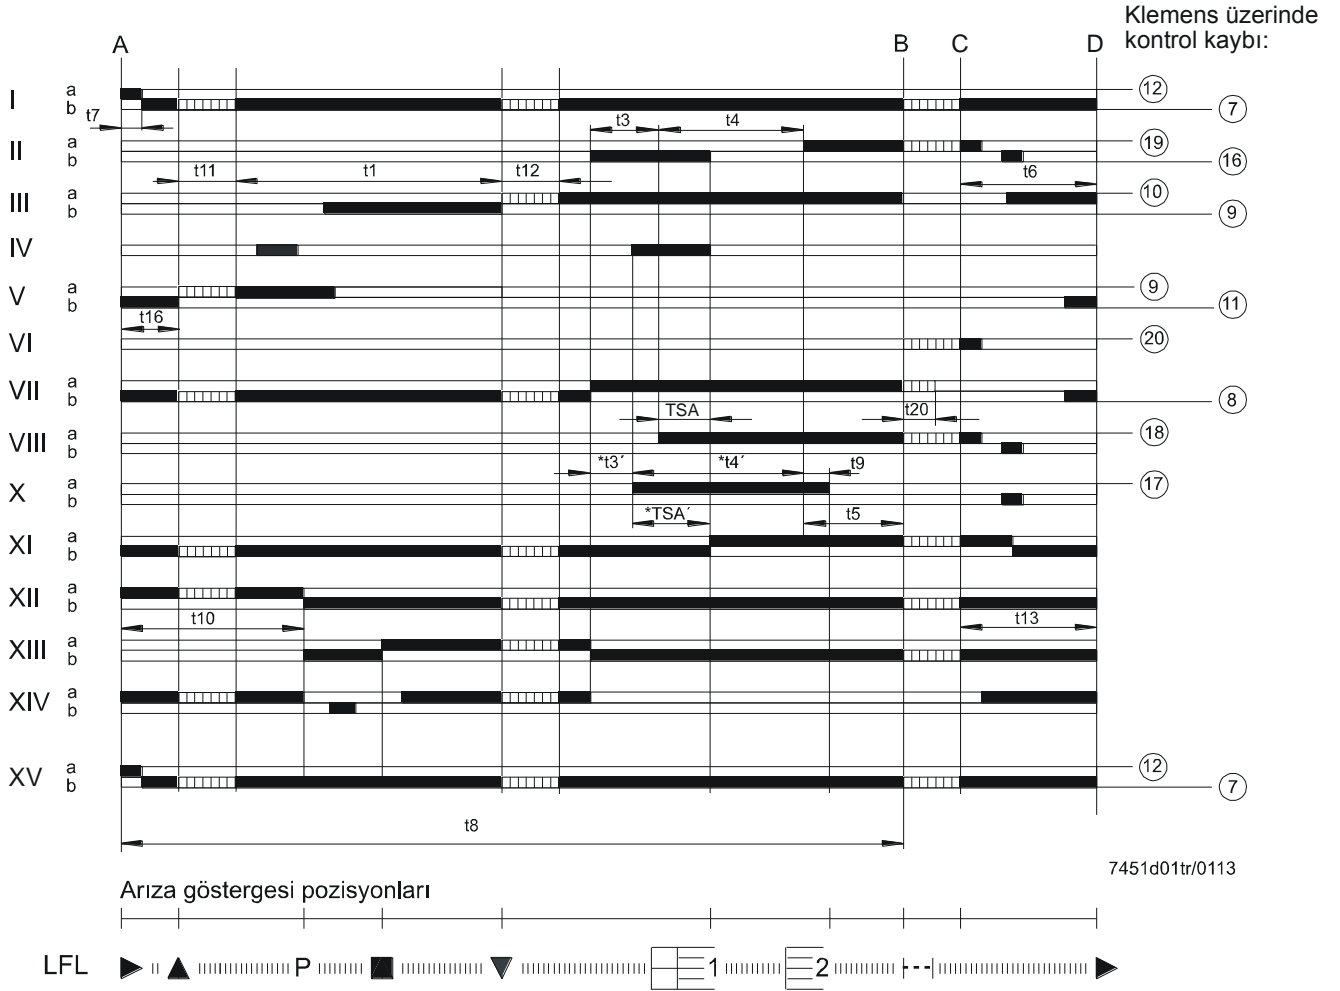 Klemens üzerinde
kontrol kaybı:
A B C D
I a b t7 12 7
t3 t4
II a b 19 16
t11 t1 t12 t6
III a b 10 9
IV
V a b 9 11
t16
VI 20
VII a b 8
TSA t20
VIII a b 18
*t3´ *t4´ t9
X a b 17
*TSA´ t5
XI a b
XII a b
t10 t13
XIII a b
XIV a b
XV a b 12 7
t8
7451d01tr/0113
Arıza göstergesi pozisyonları
LFL P 1 2